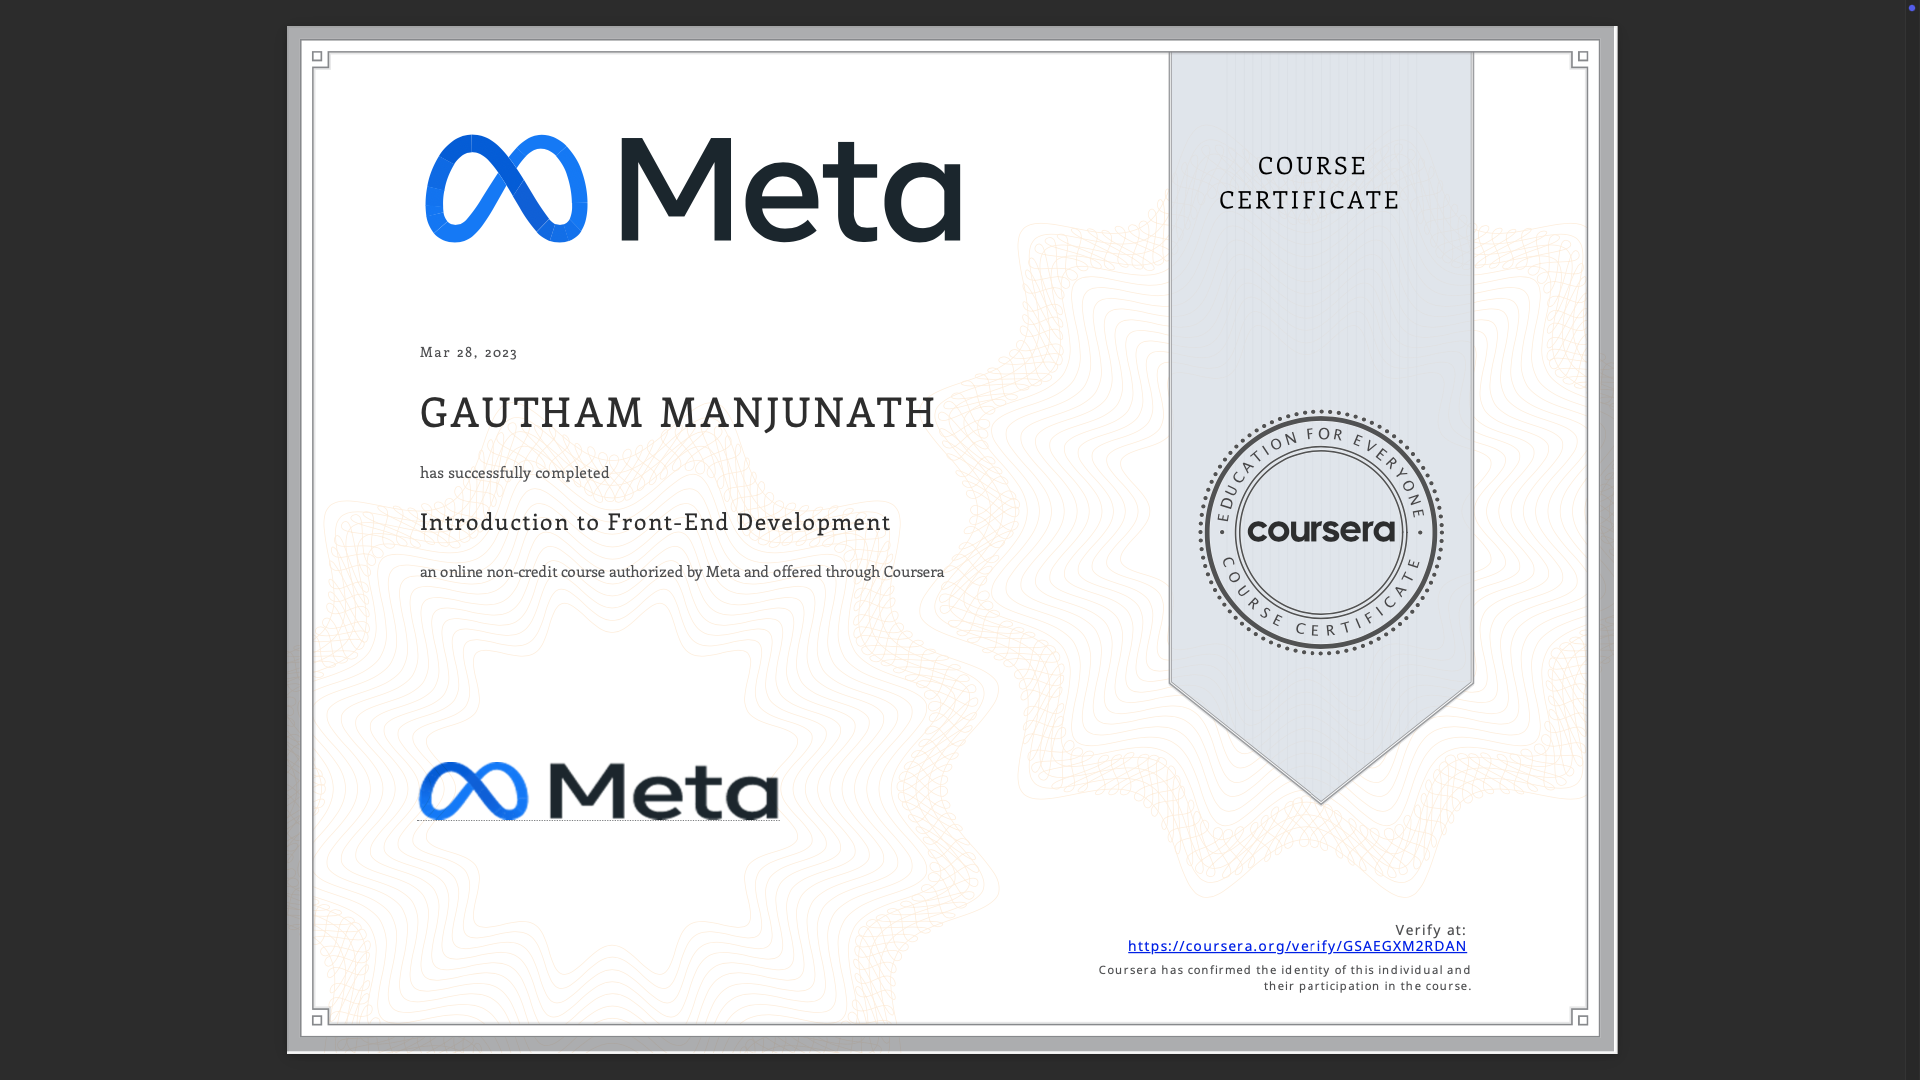 Meta
COURSE
CERTIFICATE
Mar 28, 2023
GAUTHAM MANJUNATH
has successfully completed
Introduction to Front-End Development
an online non-credit course authorized by Meta and offered through Coursera
EDUCATION FOR EVERYONE
coursera
COURSE CERTIFICATE
Meta
Verify at:
https://coursera.org/verify/GSAEGXM2RDAN
Coursera has confirmed the identity of this individual and
their participation in the course.